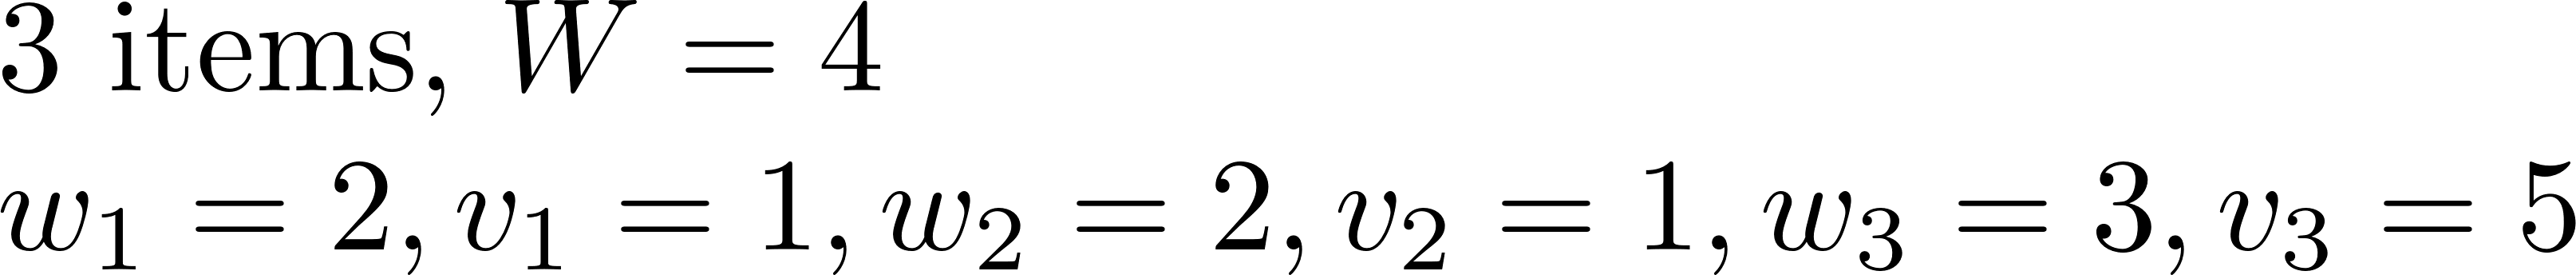 3 items, W = 4
w₁ = 2, v₁ = 1, w₂ = 2, v₂ = 1, w₃ = 3, v₃ = 5